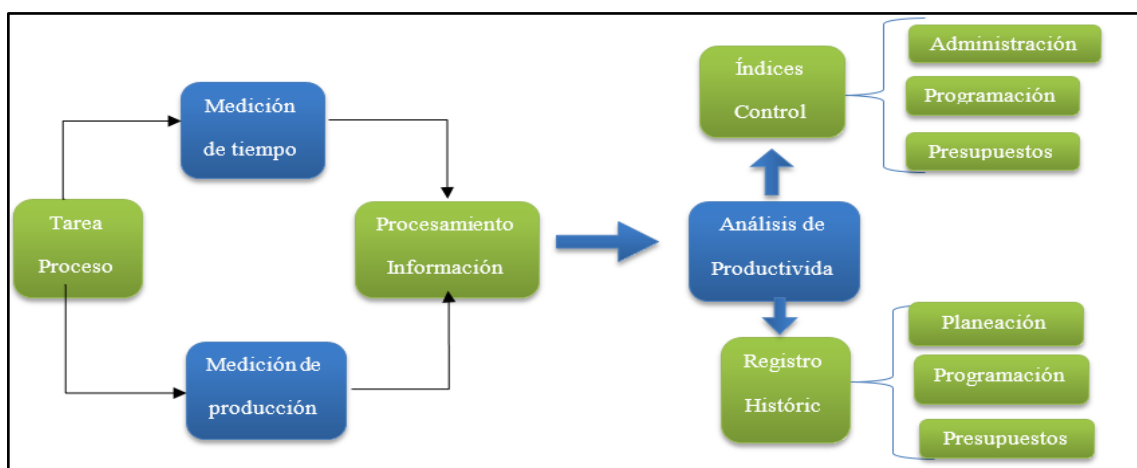 Tarea
Proceso
Medición
de tiempo
Medición de
producción
Procesamiento
Información
Análisis de
Productivida
Índices
Control
Administración
Programación
Presupuestos
Registro
Históric
Planeación
Programación
Presupuestos